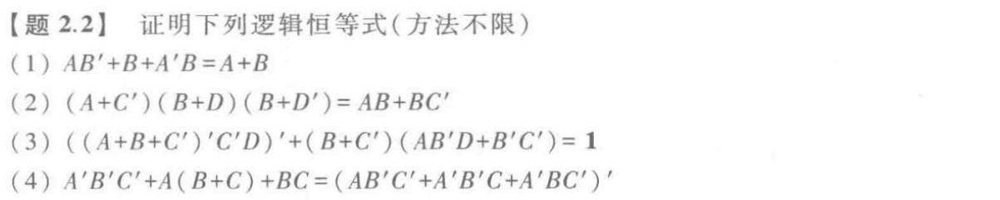 【题 2.2】 证明下列逻辑恒等式(方法不限)
(1) AB′+B+A′B=A+B
(2) (A+C′)(B+D)(B+D′)= AB+BC′
(3) ((A+B+C′)′C′D)′+(B+C′)(AB′D+B′C′)= 1
(4) A′B′C′+A(B+C)+BC=(AB′C′+A′B′C+A′BC′)′